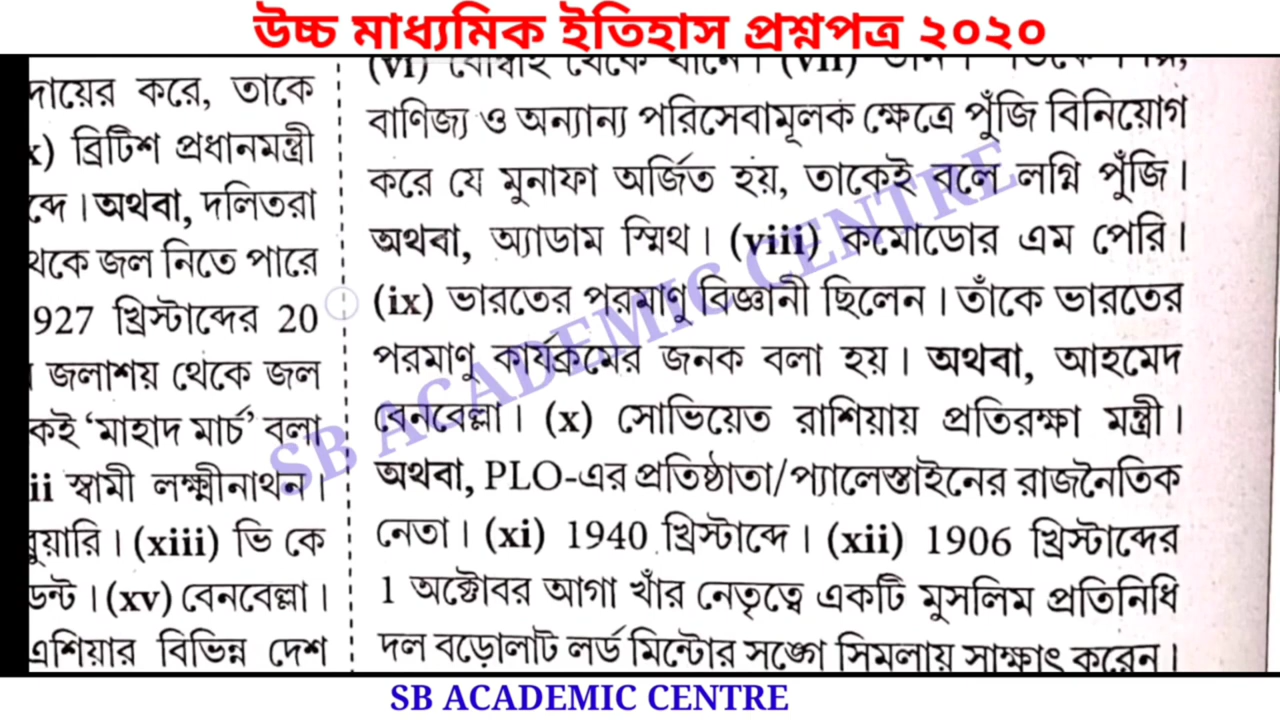 উচ্চ মাধ্যমিক ইতিহাস প্রশ্নপত্র ২০২০
দায়ের করে, তাকে
x) ব্রিটিশ প্রধানমন্ত্রী
ব্দে। অথবা, দলিতরা
থেকে জল নিতে পারে
927 খ্রিস্টাব্দের 20
জলাশয় থেকে জল
কেই ‘মাহাদ মার্চ’ বলা
ii স্বামী লক্ষ্মীনাথন।
য়ারি। (xiii) ভি কে
ডন্ট। (xv) বেনবেল্লা।
এশিয়ার বিভিন্ন দেশ
(vi) বোম্বাই থেকে থানে। (vii)
বাণিজ্য ও অন্যান্য পরিসেবামূলক ক্ষেত্রে পুঁজি বিনিয়োগ
করে যে মুনাফা অর্জিত হয়, তাকেই বলে লগ্নি পুঁজি।
অথবা, অ্যাডাম স্মিথ। (viii) কমোডোর এম পেরি।
(ix) ভারতের পরমাণু বিজ্ঞানী ছিলেন। তাঁকে ভারতের
পরমাণু কার্যক্রমের জনক বলা হয়। অথবা, আহমেদ
বেনবেল্লা। (x) সোভিয়েত রাশিয়ায় প্রতিরক্ষা মন্ত্রী।
অথবা, PLO-এর প্রতিষ্ঠাতা/প্যালেস্তাইনের রাজনৈতিক
নেতা। (xi) 1940 খ্রিস্টাব্দে। (xii) 1906 খ্রিস্টাব্দের
1 অক্টোবর আগা খাঁর নেতৃত্বে একটি মুসলিম প্রতিনিধি
দল বড়োলাট লর্ড মিন্টোর সঙ্গে সিমলায় সাক্ষাৎ করেন।
SB ACADEMIC CENTRE
SB ACADEMIC CENTRE